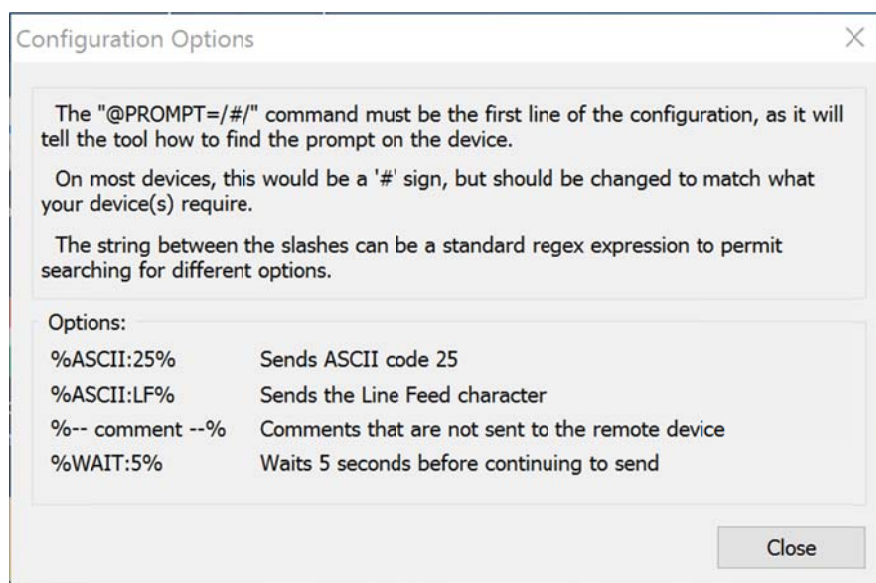 Configuration Options
The "@PROMPT=/#/" command must be the first line of the configuration, as it will
tell the tool how to find the prompt on the device.
On most devices, this would be a '#' sign, but should be changed to match what
your device(s) require.
The string between the slashes can be a standard regex expression to permit
searching for different options.
Options:
%ASCII:25% Sends ASCII code 25
%ASCII:LF% Sends the Line Feed character
%-- comment --% Comments that are not sent to the remote device
%WAIT:5% Waits 5 seconds before continuing to send
Close